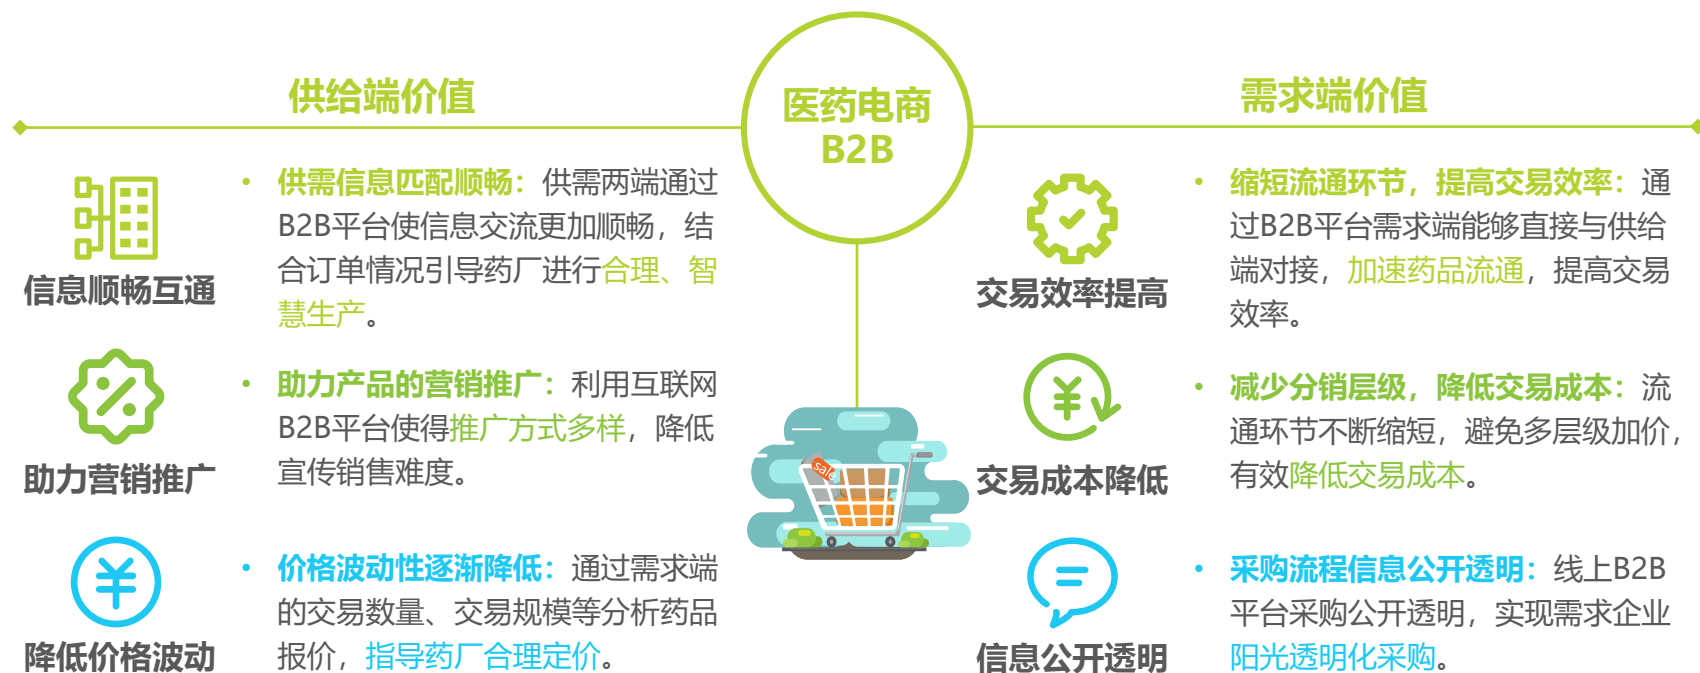 医药电商
B2B
供给端价值
信息顺畅互通
• 供需信息匹配顺畅：供需两端通过
B2B平台使信息交流更加顺畅，结
合订单情况引导药厂进行合理、智
慧生产。
助力营销推广
• 助力产品的营销推广：利用互联网
B2B平台使得推广方式多样，降低
宣传销售难度。
降低价格波动
• 价格波动性逐渐降低：通过需求端
的交易数量、交易规模等分析药品
报价，指导药厂合理定价。
sale
需求端价值
交易效率提高
• 缩短流通环节，提高交易效率：通
过B2B平台需求端能够直接与供给
端对接，加速药品流通，提高交易
效率。
交易成本降低
• 减少分销层级，降低交易成本：流
通环节不断缩短，避免多层级加价，
有效降低交易成本。
信息公开透明
• 采购流程信息公开透明：线上B2B
平台采购公开透明，实现需求企业
阳光透明化采购。